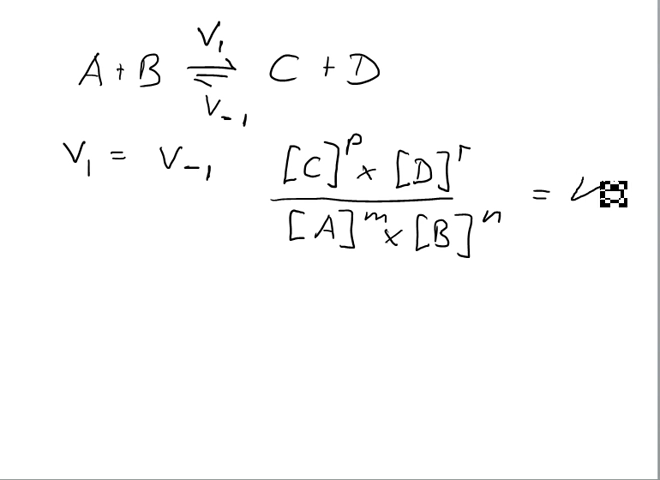 V₁
A + B ⇌ C + D
V₋₁
V₁ = V₋₁
[C]ᵖ × [D]ʳ
[A]ᵐ × [B]ⁿ
=